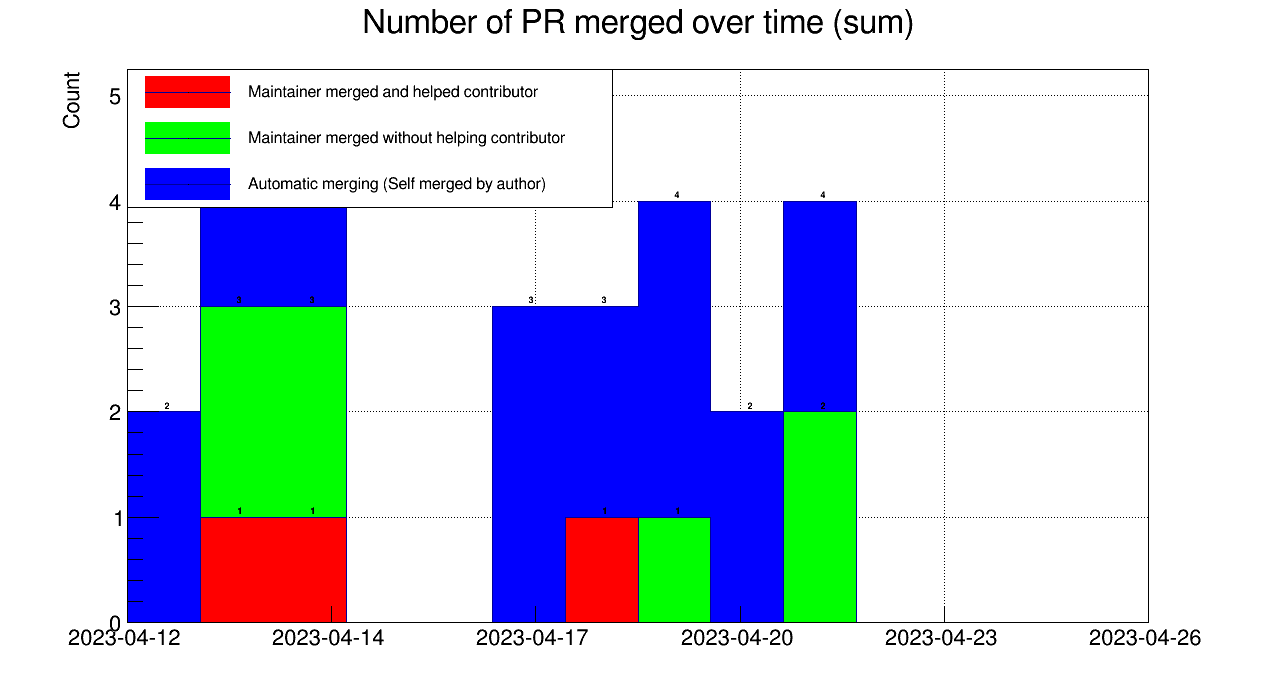 Number of PR merged over time (sum)
Count
Maintainer merged and helped contributor
Maintainer merged without helping contributor
Automatic merging (Self merged by author)
5
4
3
2
1
0
4 4
3 3 3 3
2 2 2
1 1 1 1
2023-04-12 2023-04-14 2023-04-17 2023-04-20 2023-04-23 2023-04-26